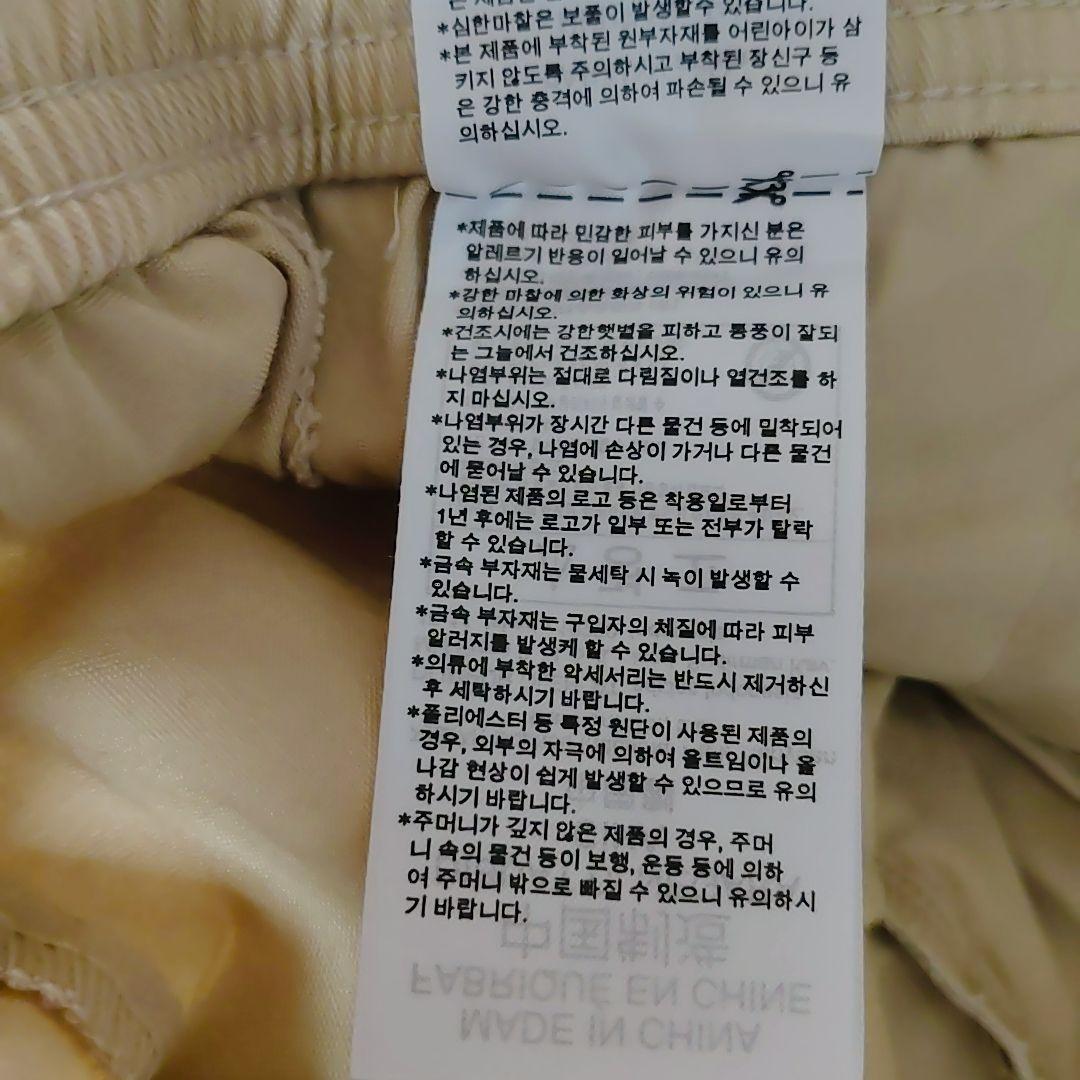 *심한마찰은 보풀이 발생할수 있습니다.
*본 제품에 부착된 원부자재를 어린아이가 삼
키지 않도록 주의하시고 부착된 장신구 등
은 강한 충격에 의하여 파손될 수 있으니 유
의하십시오.
*제품에 따라 민감한 피부를 가지신 분은
알레르기 반응이 일어날 수 있으니 유의
하십시오.
*강한 마찰에 의한 화상의 위험이 있으니 유
의하십시오.
*건조시에는 강한햇볕을 피하고 통풍이 잘되
는 그늘에서 건조하십시오.
*나염부위는 절대로 다림질이나 열건조를 하
지 마십시오.
*나염부위가 장시간 다른 물건 등에 밀착되어
있는 경우, 나염에 손상이 가거나 다른 물건
에 묻어날 수 있습니다.
*나염된 제품의 로고 등은 착용일로부터
1년 후에는 로고가 일부 또는 전부가 탈락
할 수 있습니다.
*금속 부자재는 물세탁 시 녹이 발생할 수
있습니다.
*금속 부자재는 구입자의 체질에 따라 피부
알러지를 발생케 할 수 있습니다.
*의류에 부착한 악세서리는 반드시 제거하신
후 세탁하시기 바랍니다.
*폴리에스터 등 특정 원단이 사용된 제품의
경우, 외부의 자극에 의하여 올트임이나 올
나감 현상이 쉽게 발생할 수 있으므로 유의
하시기 바랍니다.
*주머니가 깊지 않은 제품의 경우, 주머
니 속의 물건 등이 보행, 운동 등에 의하
여 주머니 밖으로 빠질 수 있으니 유의하시
기 바랍니다.
中国制造
FABRIQUÉ EN CHINE
MADE IN CHINA